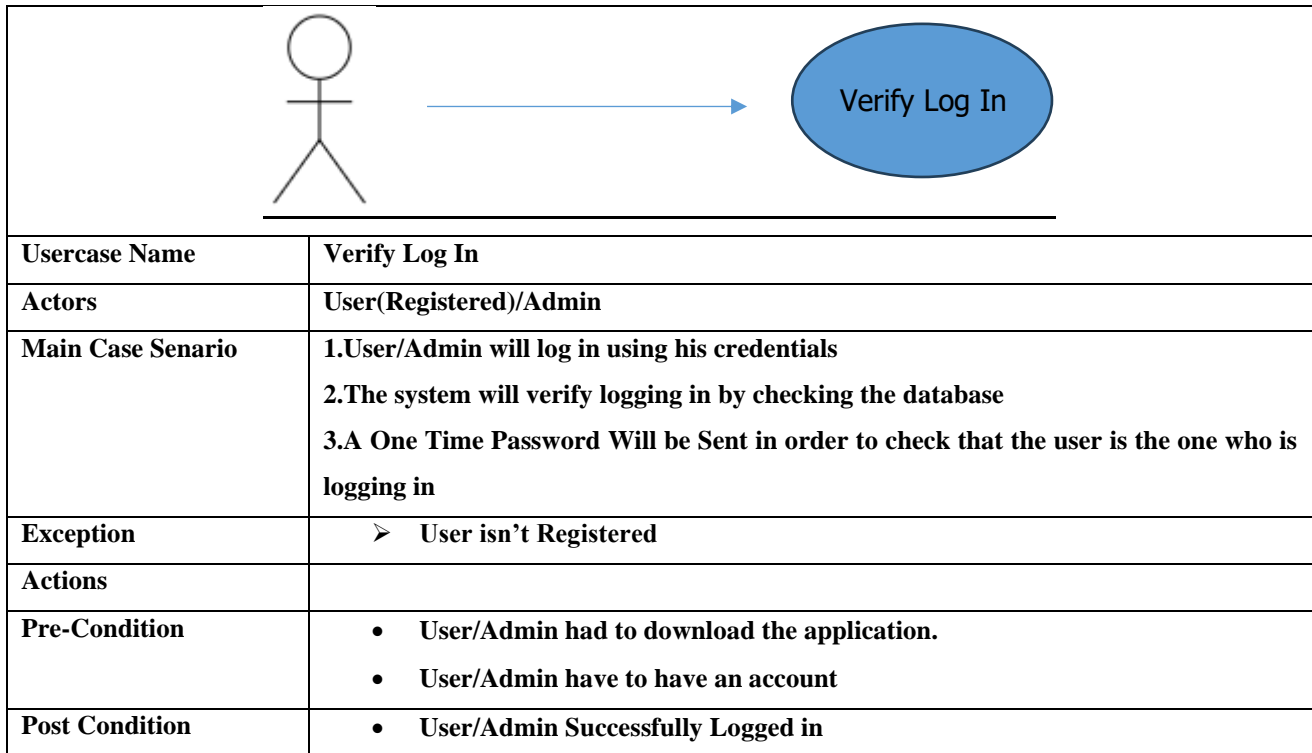 Verify Log In
Usercase Name Verify Log In
Actors User(Registered)/Admin
Main Case Senario 1.User/Admin will log in using his credentials
2.The system will verify logging in by checking the database
3.A One Time Password Will be Sent in order to check that the user is the one who is
logging in
Exception ➢ User isn’t Registered
Actions
Pre-Condition • User/Admin had to download the application.
• User/Admin have to have an account
Post Condition • User/Admin Successfully Logged in